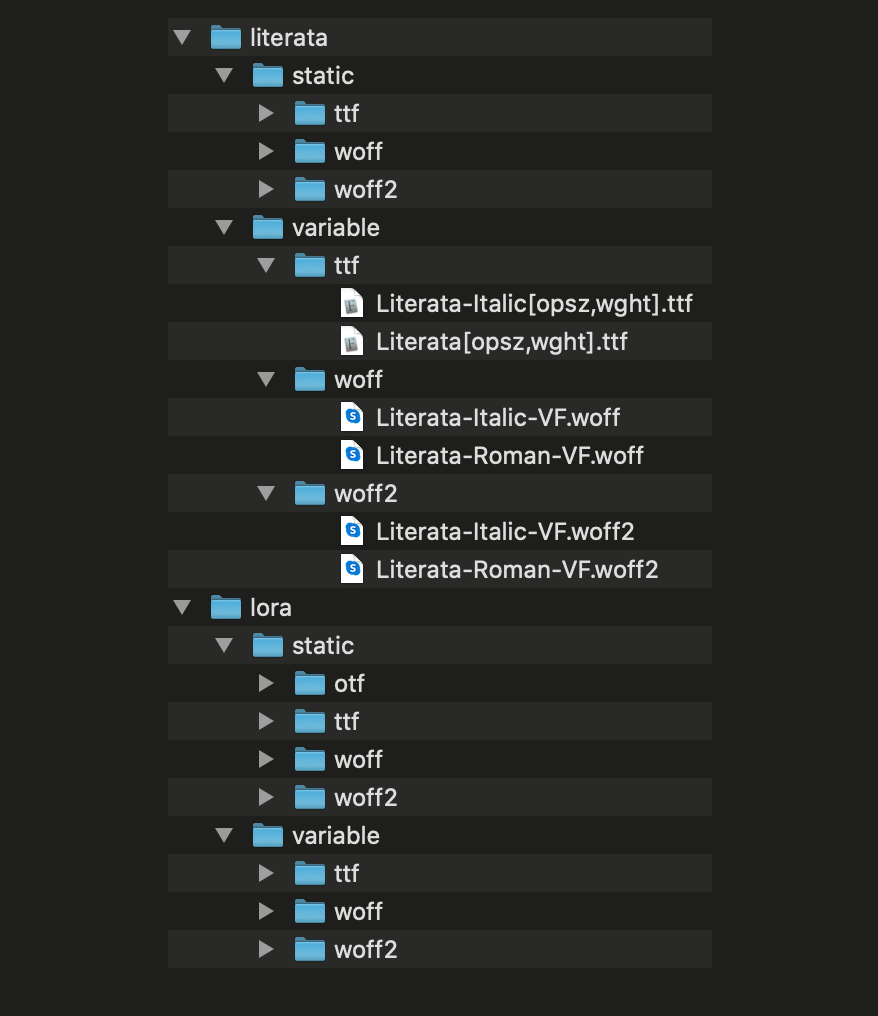 literata
static
ttf
woff
woff2
variable
ttf
Literata-Italic[opsz,wght].ttf
Literata[opsz,wght].ttf
woff
Literata-Italic-VF.woff
Literata-Roman-VF.woff
woff2
Literata-Italic-VF.woff2
Literata-Roman-VF.woff2
lora
static
otf
ttf
woff
woff2
variable
ttf
woff
woff2